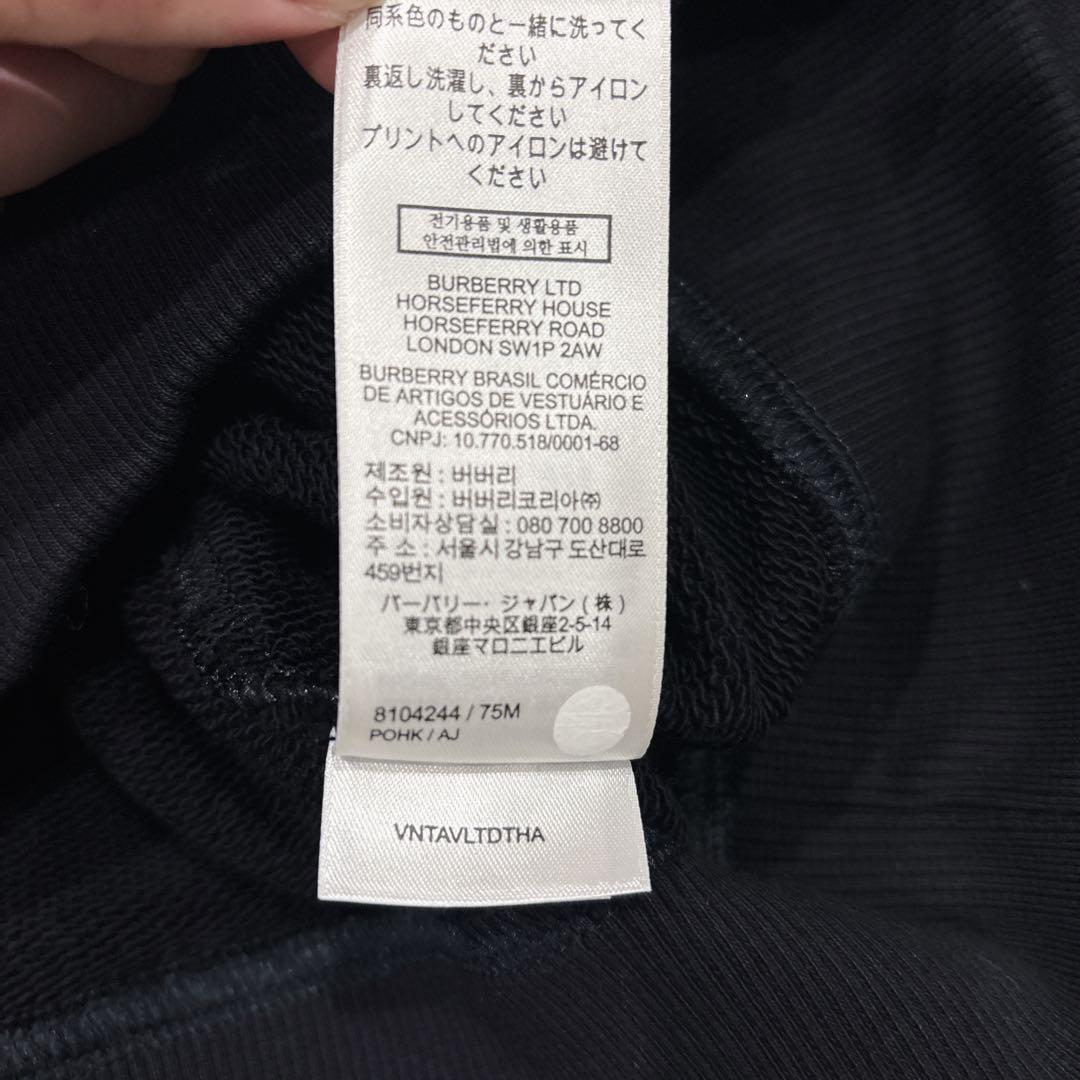 同系色のものと一緒に洗ってく
ださい
裏返し洗濯し、裏からアイロン
してください
プリントへのアイロンは避けて
ください
전기용품 및 생활용품
안전관리법에 의한 표시
BURBERRY LTD
HORSEFERRY HOUSE
HORSEFERRY ROAD
LONDON SW1P 2AW
BURBERRY BRASIL COMÉRCIO
DE ARTIGOS DE VESTUÁRIO E
ACESSÓRIOS LTDA.
CNPJ: 10.770.518/0001-68
제조원 : 버버리
수입원 : 버버리코리아㈜
소비자상담실 : 080 700 8800
주 소 : 서울시 강남구 도산대로
459번지
バーバリー・ジャパン(株)
東京都中央区銀座2-5-14
銀座マロニエビル
8104244 / 75M
POHK / AJ
VNTAVLTDTHA